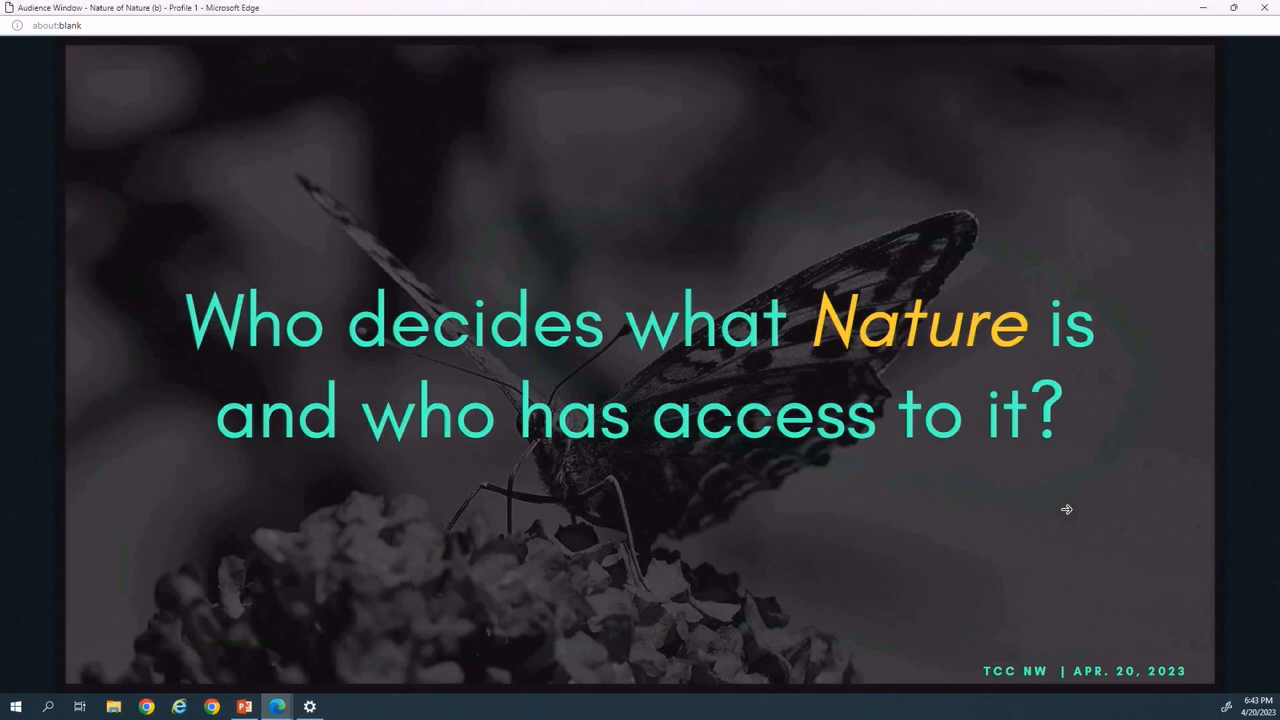 Audience Window - Nature of Nature (b) - Profile 1 - Microsoft Edge
about:blank
Who decides what Nature is
and who has access to it?
TCC NW | APR. 20, 2023
6:43 PM
4/20/2023